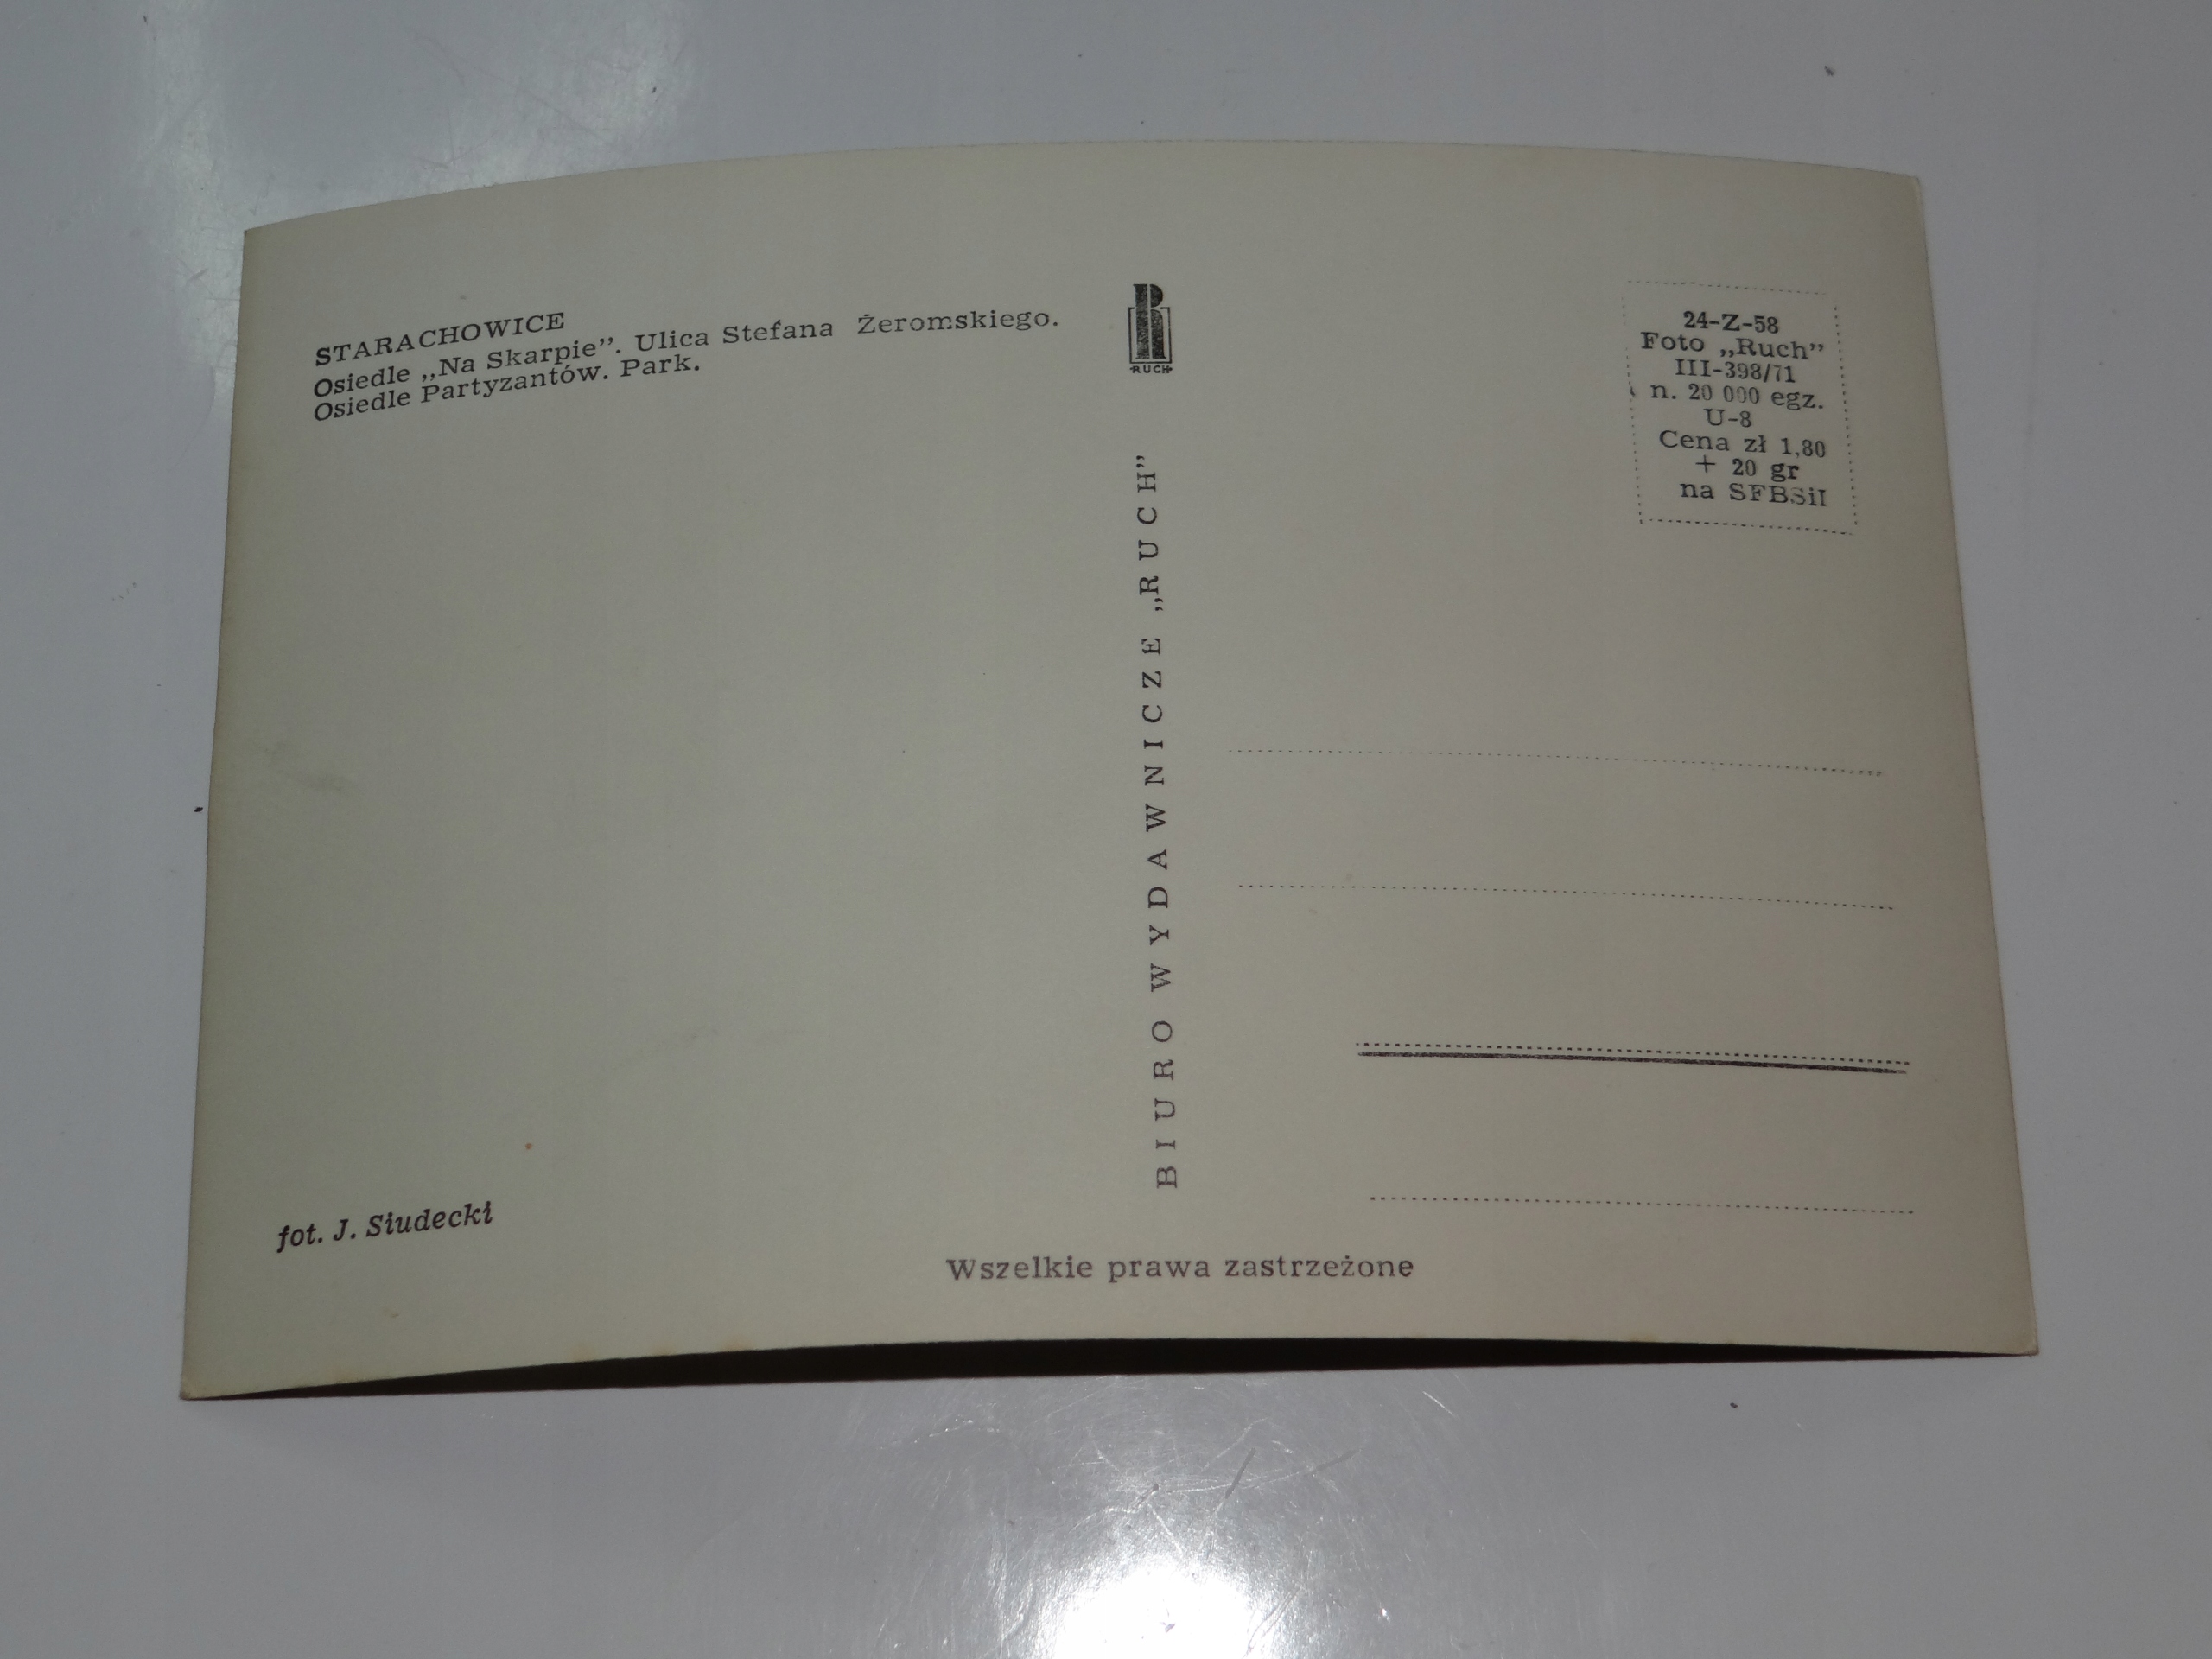 STARACHOWICE
Osiedle „Na Skarpie”. Ulica Stefana Żeromskiego.
Osiedle Partyzantów. Park.
fot. J. Siudecki
RUCH
BIURO WYDAWNICZE „RUCH”
Wszelkie prawa zastrzeżone
24-Z-58
Foto „Ruch”
III-398/71
n. 20 000 egz.
U-8
Cena zł 1,80
+ 20 gr
na SFBSiI